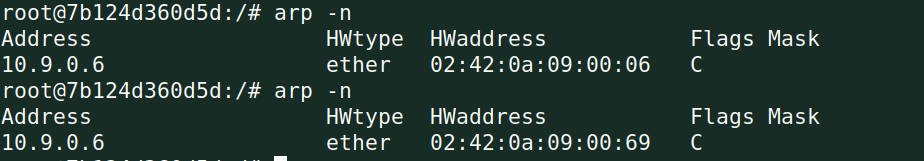 root@7b124d360d5d:/# arp -n
Address HWtype HWaddress Flags Mask
10.9.0.6 ether 02:42:0a:09:00:06 C
root@7b124d360d5d:/# arp -n
Address HWtype HWaddress Flags Mask
10.9.0.6 ether 02:42:0a:09:00:69 C
root@7b124d360d5d:/#